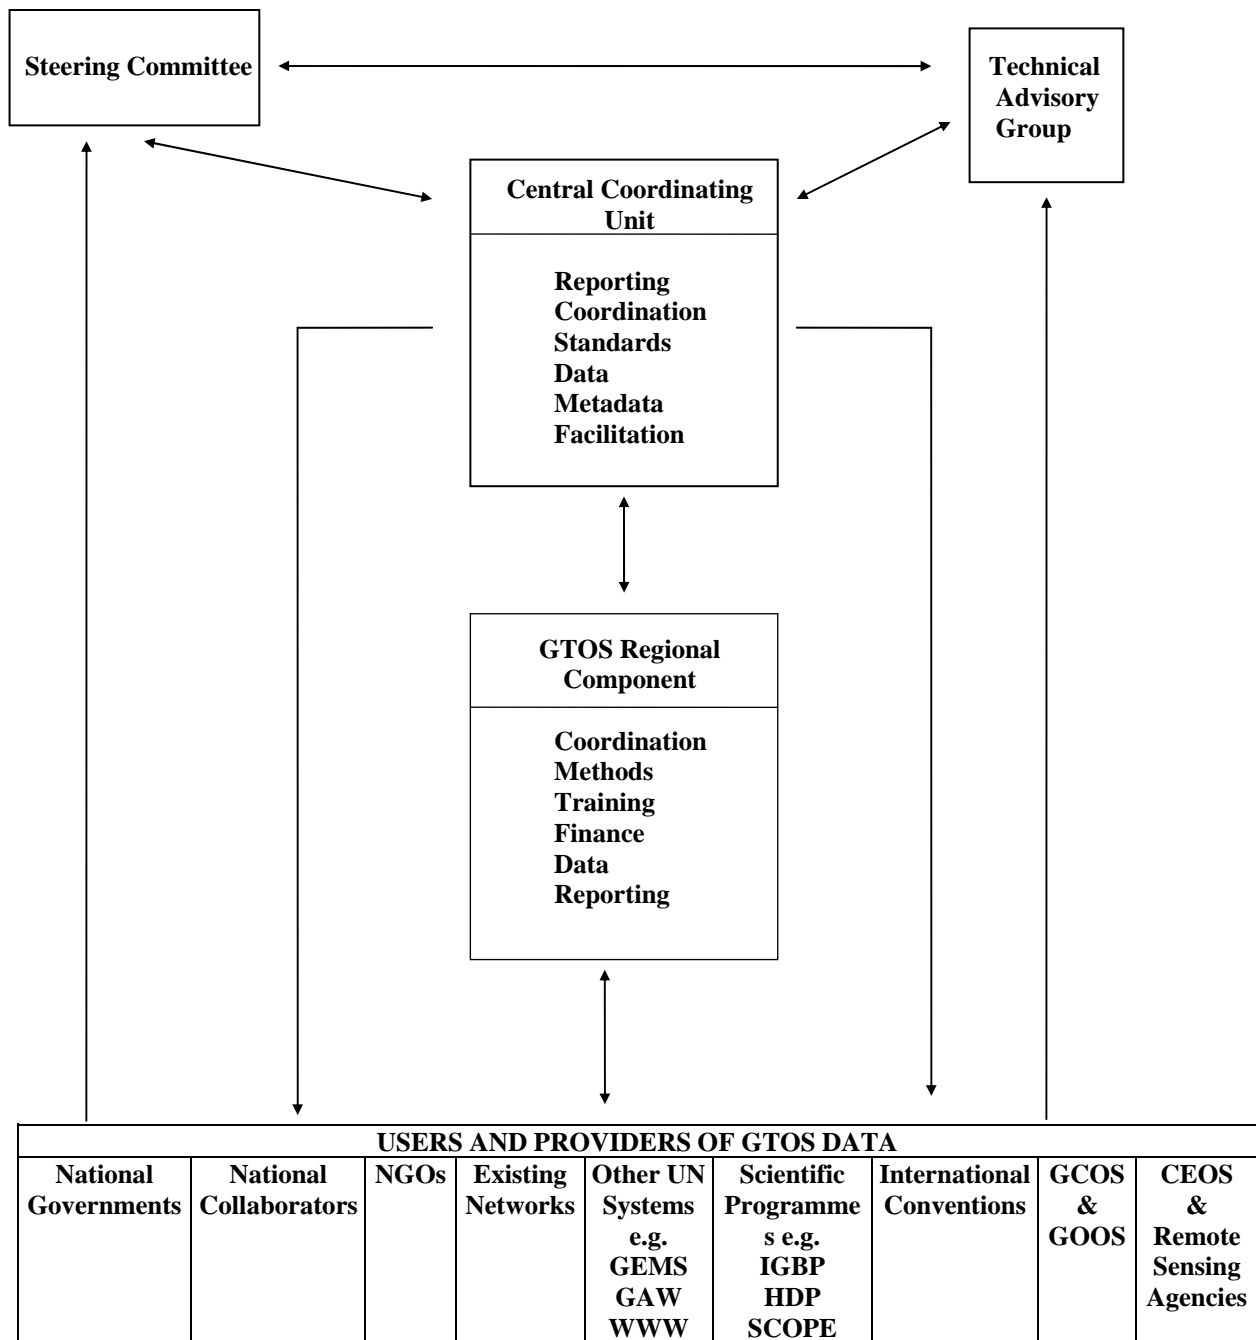 Steering Committee
Technical
Advisory
Group
Central Coordinating
Unit
Reporting
Coordination
Standards
Data
Metadata
Facilitation
GTOS Regional
Component
Coordination
Methods
Training
Finance
Data
Reporting
USERS AND PROVIDERS OF GTOS DATA
National
Governments
National
Collaborators
NGOs
Existing
Networks
Other UN
Systems
e.g.
GEMS
GAW
WWW
Scientific
Programme
s e.g.
IGBP
HDP
SCOPE
International
Conventions
GCOS
&
GOOS
CEOS
&
Remote
Sensing
Agencies